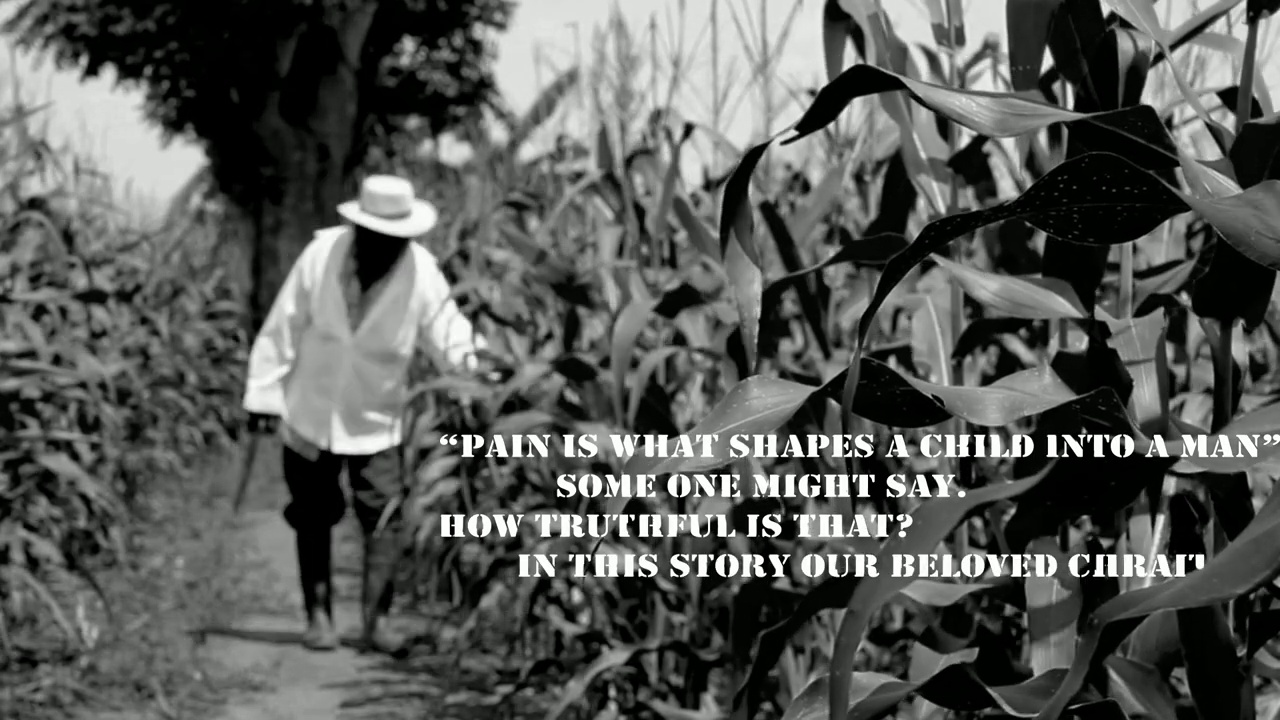 “PAIN IS WHAT SHAPES A CHILD INTO A MAN”
SOME ONE MIGHT SAY.
HOW TRUTHFUL IS THAT?
IN THIS STORY OUR BELOVED